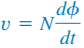 υ = N dϕ/dt